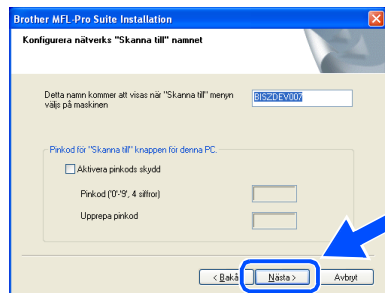 Brother MFL-Pro Suite Installation
Konfigurera nätverks "Skanna till" namnet
Detta namn kommer att visas när "Skanna till" menyn
väljs på maskinen
BISZDEV007
Pinkod för "Skanna till" knappen för denna PC.
Aktivera pinkods skydd
Pinkod ('0'-'9', 4 siffror)
Upprepa pinkod
< Bakå
Nästa >
Avbryt